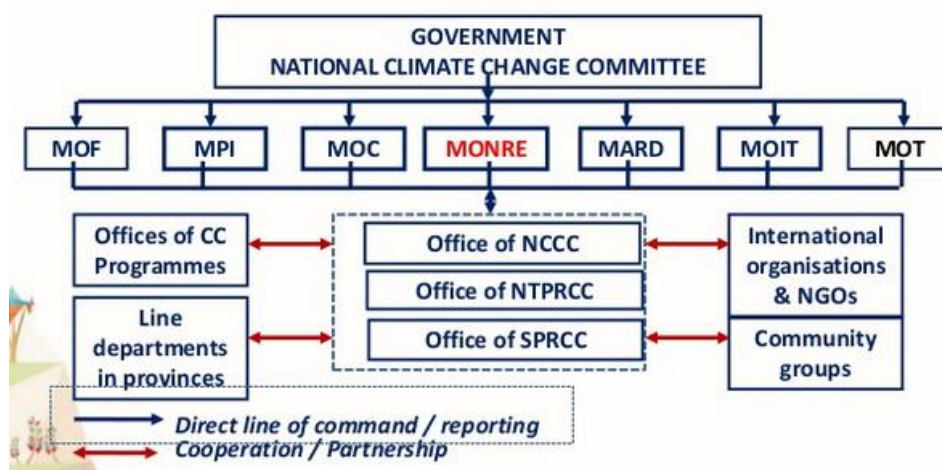 GOVERNMENT
NATIONAL CLIMATE CHANGE COMMITTEE
MOF
MPI
MOC
MONRE
MARD
MOIT
MOT
Offices of CC
Programmes
Office of NCCC
International
organisations
& NGOs
Office of NTPRCC
Line
departments
in provinces
Office of SPRCC
Community
groups
Direct line of command / reporting
Cooperation / Partnership